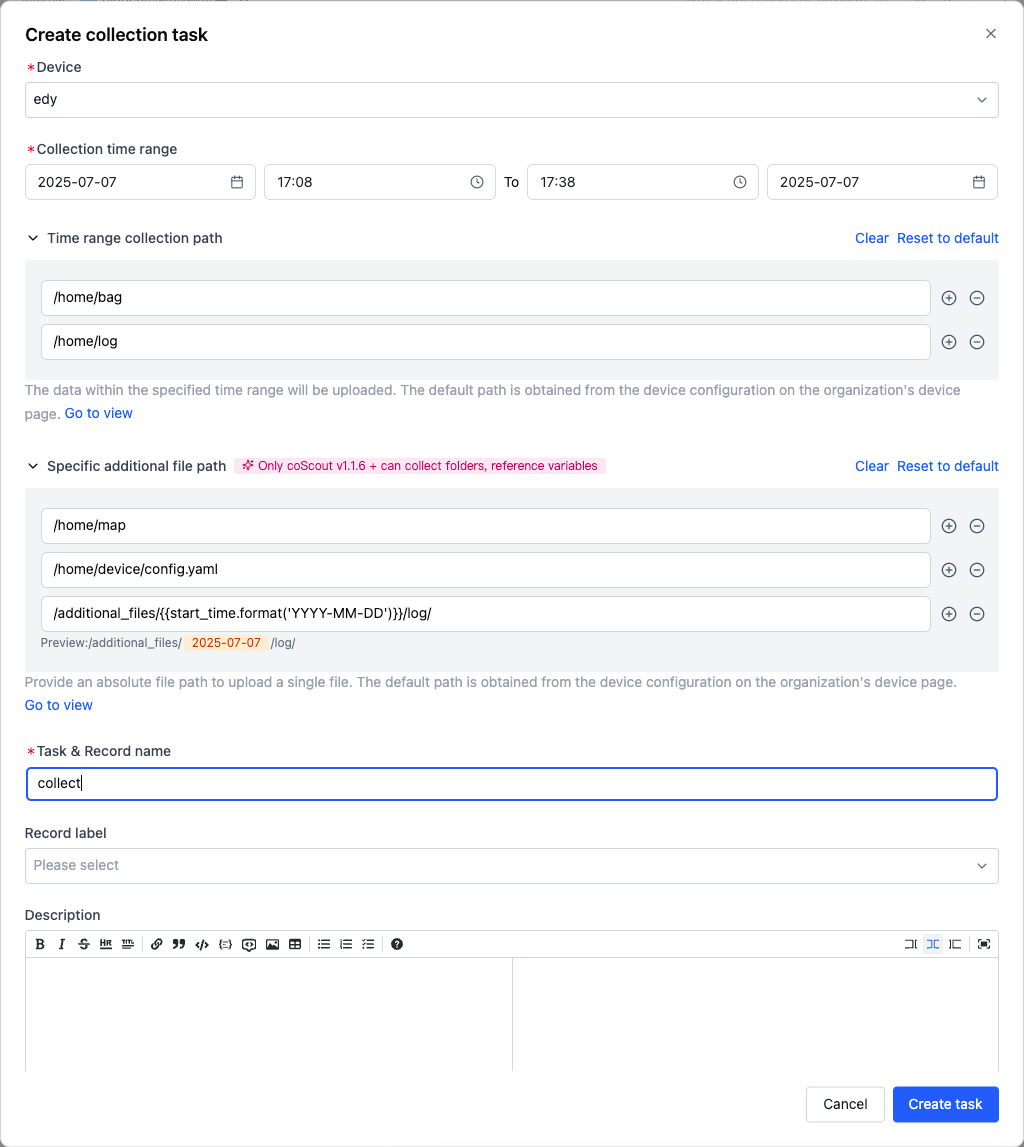 Create collection task
* Device
edy
* Collection time range
2025-07-07 17:08 To 17:38 2025-07-07
Time range collection path Clear Reset to default
/home/bag
/home/log
The data within the specified time range will be uploaded. The default path is obtained from the device configuration on the organization's device
page. Go to view
Specific additional file path Only coScout v1.1.6 + can collect folders, reference variables Clear Reset to default
/home/map
/home/device/config.yaml
/additional_files/{{start_time.format('YYYY-MM-DD')}}/log/
Preview:/additional_files/ 2025-07-07 /log/
Provide an absolute file path to upload a single file. The default path is obtained from the device configuration on the organization's device page.
Go to view
* Task & Record name
collect
Record label
Please select
Description
B I S HR TITL
Cancel Create task